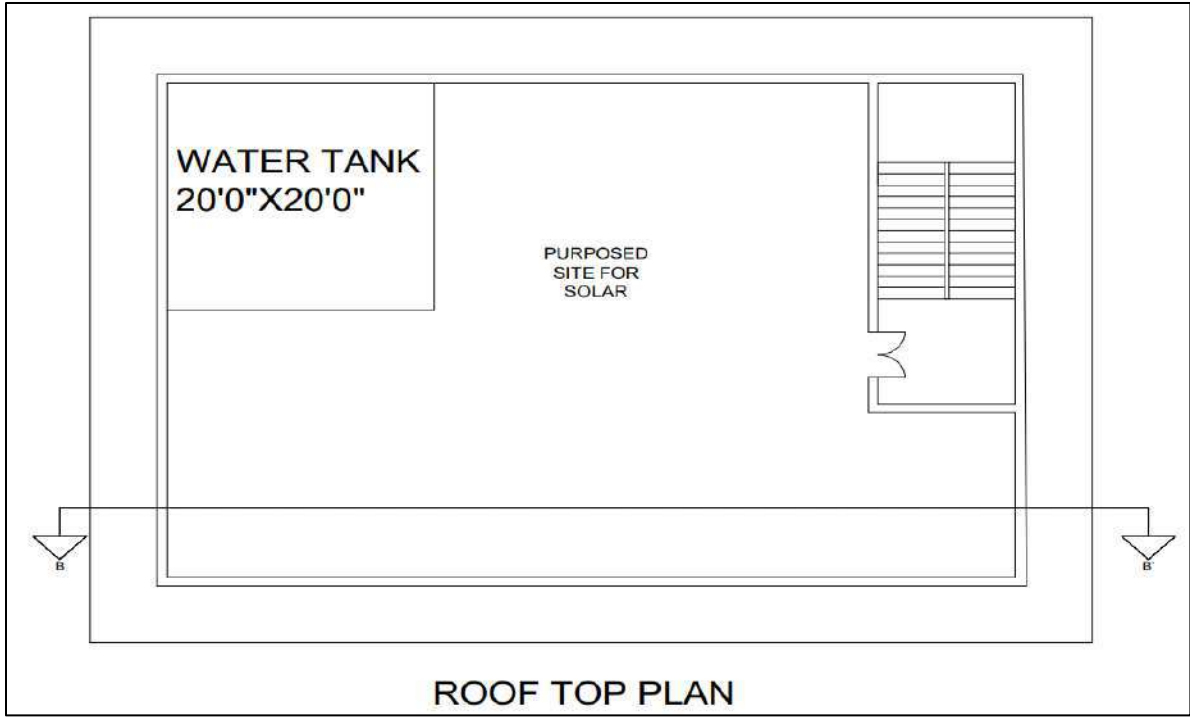 WATER TANK
20'0"X20'0"
PURPOSED
SITE FOR
SOLAR
B
B'
ROOF TOP PLAN